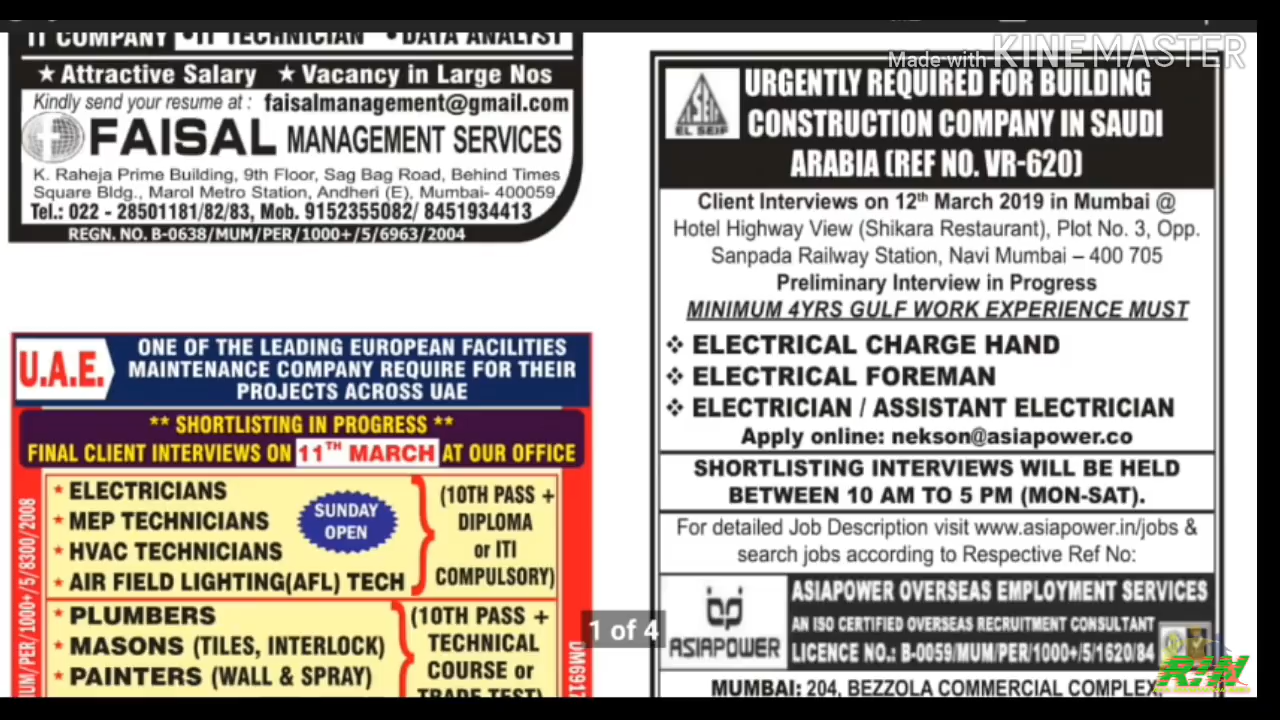 IT COMPANY • IT TECHNICIAN • DATA ANALYST
★ Attractive Salary ★ Vacancy in Large Nos
Kindly send your resume at : faisalmanagement@gmail.com
FAISAL MANAGEMENT SERVICES
K. Raheja Prime Building, 9th Floor, Sag Bag Road, Behind Times
Square Bldg., Marol Metro Station, Andheri (E), Mumbai- 400059.
Tel.: 022 - 28501181/82/83, Mob. 9152355082/ 8451934413
REGN. NO. B-0638/MUM/PER/1000+/5/6963/2004
U.A.E.
ONE OF THE LEADING EUROPEAN FACILITIES
MAINTENANCE COMPANY REQUIRE FOR THEIR
PROJECTS ACROSS UAE
** SHORTLISTING IN PROGRESS **
FINAL CLIENT INTERVIEWS ON 11TH MARCH AT OUR OFFICE
★ ELECTRICIANS
★ MEP TECHNICIANS
★ HVAC TECHNICIANS
★ AIR FIELD LIGHTING(AFL) TECH
SUNDAY
OPEN
(10TH PASS +
DIPLOMA
or ITI
COMPULSORY)
★ PLUMBERS
★ MASONS (TILES, INTERLOCK)
★ PAINTERS (WALL & SPRAY)
(10TH PASS +
TECHNICAL
COURSE or
TRADE TEST)
UM/PER/1000+/5/8300/2008
DM6917
1 of 4
Made with KINEMASTER
EL SEIF
URGENTLY REQUIRED FOR BUILDING
CONSTRUCTION COMPANY IN SAUDI
ARABIA (REF NO. VR-620)
Client Interviews on 12th March 2019 in Mumbai @
Hotel Highway View (Shikara Restaurant), Plot No. 3, Opp.
Sanpada Railway Station, Navi Mumbai – 400 705
Preliminary Interview in Progress
MINIMUM 4YRS GULF WORK EXPERIENCE MUST
❖ ELECTRICAL CHARGE HAND
❖ ELECTRICAL FOREMAN
❖ ELECTRICIAN / ASSISTANT ELECTRICIAN
Apply online: nekson@asiapower.co
SHORTLISTING INTERVIEWS WILL BE HELD
BETWEEN 10 AM TO 5 PM (MON-SAT).
For detailed Job Description visit www.asiapower.in/jobs &
search jobs according to Respective Ref No:
ASIAPOWER
ASIAPOWER OVERSEAS EMPLOYMENT SERVICES
AN ISO CERTIFIED OVERSEAS RECRUITMENT CONSULTANT
LICENCE NO.: B-0059/MUM/PER/1000+/5/1620/84
MUMBAI: 204, BEZZOLA COMMERCIAL COMPLEX,